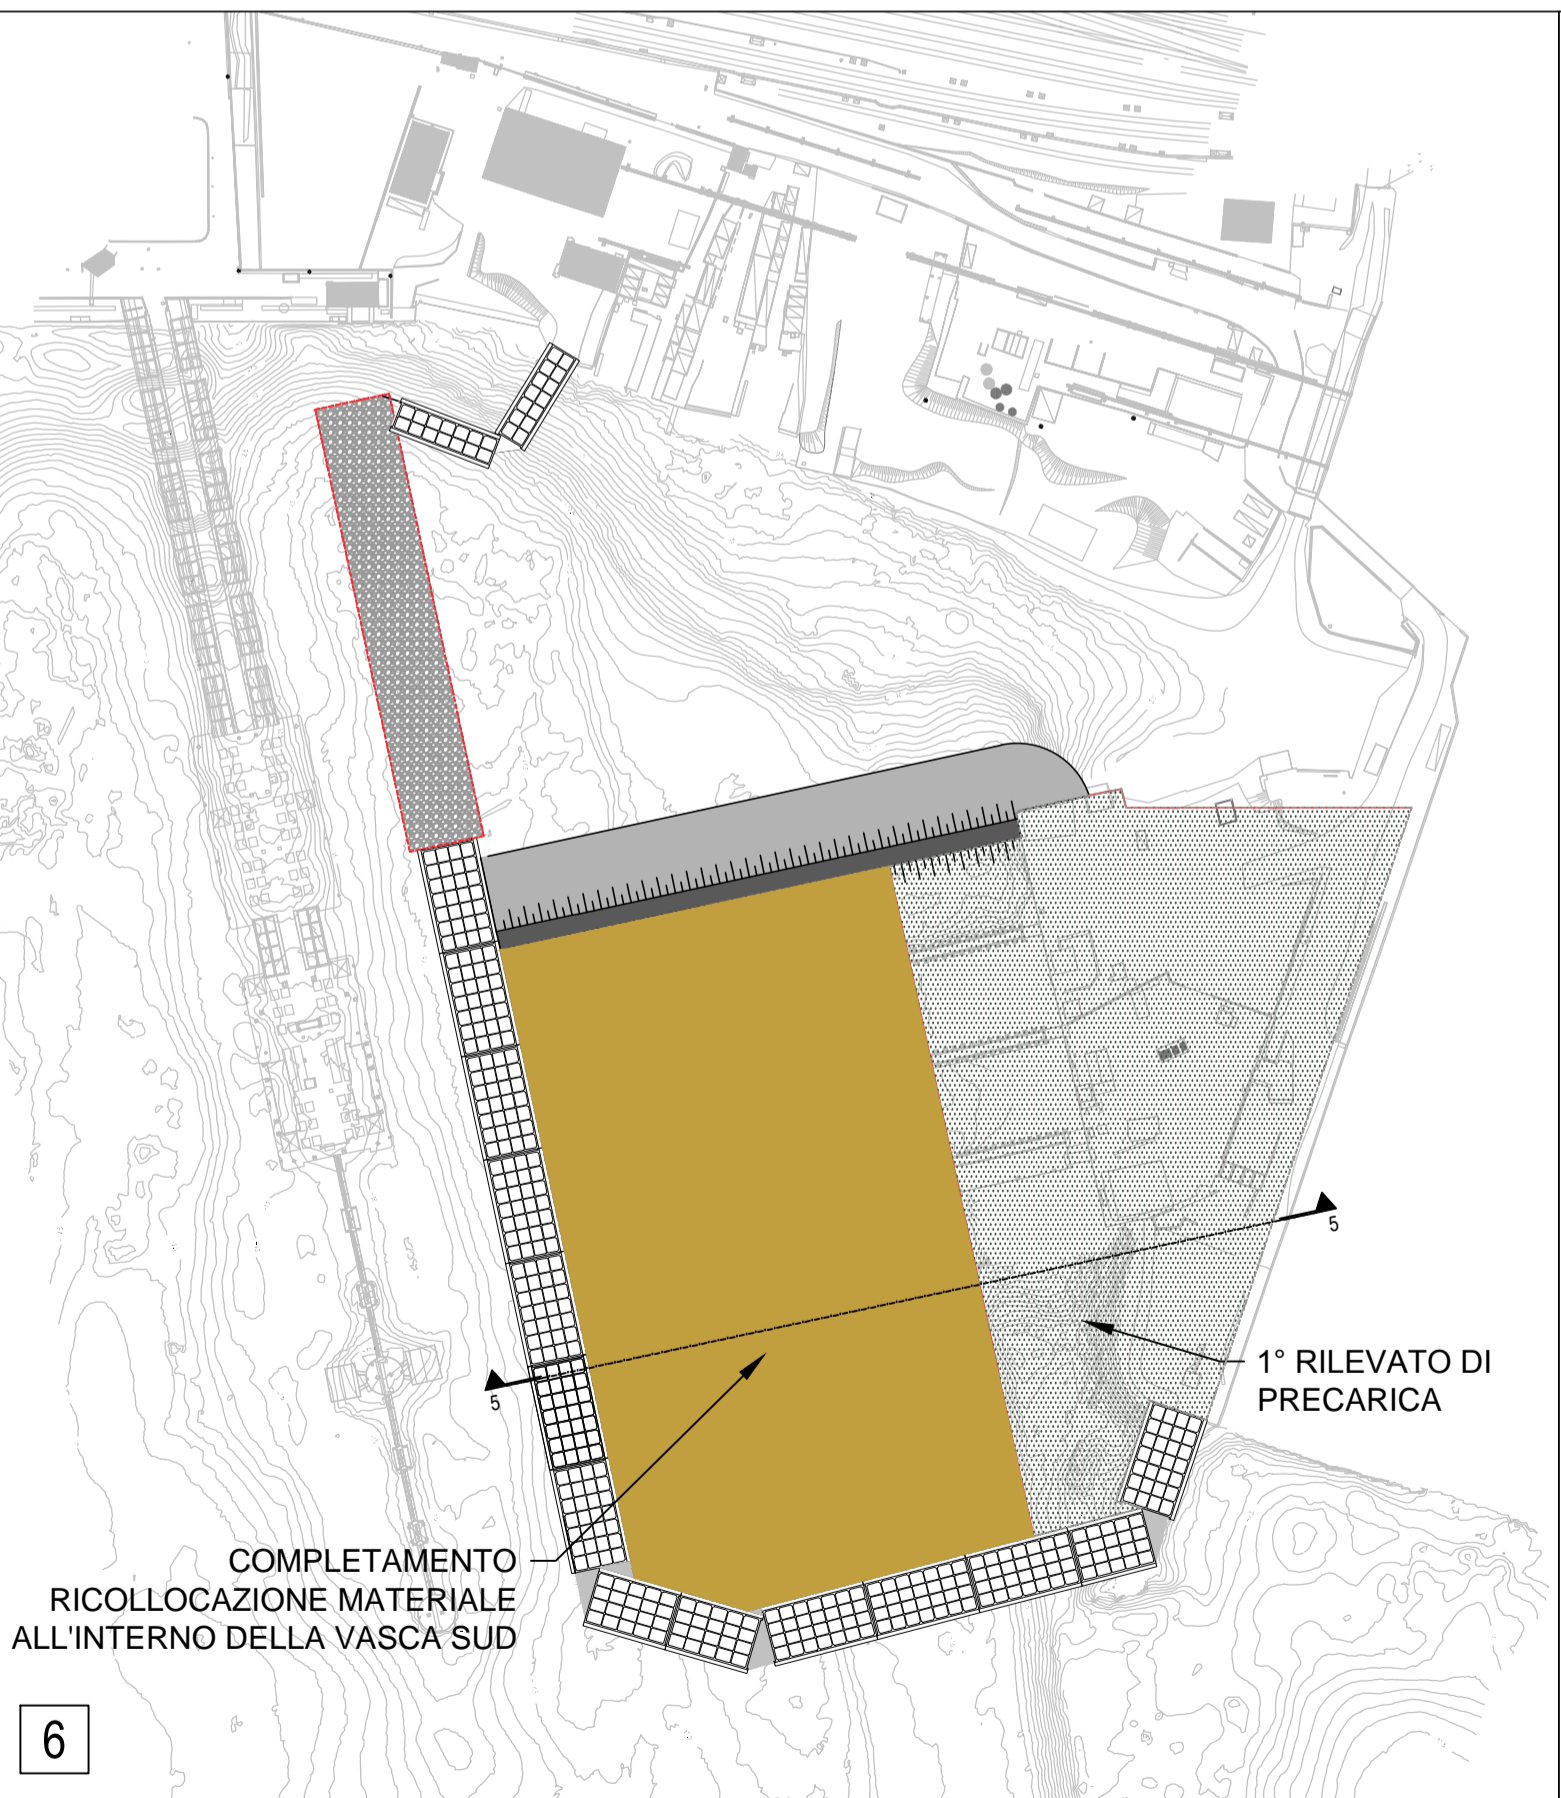 5
1° RILEVATO DI
PRECARICA
5
COMPLETAMENTO
RICOLLOCAZIONE MATERIALE
ALL'INTERNO DELLA VASCA SUD
6